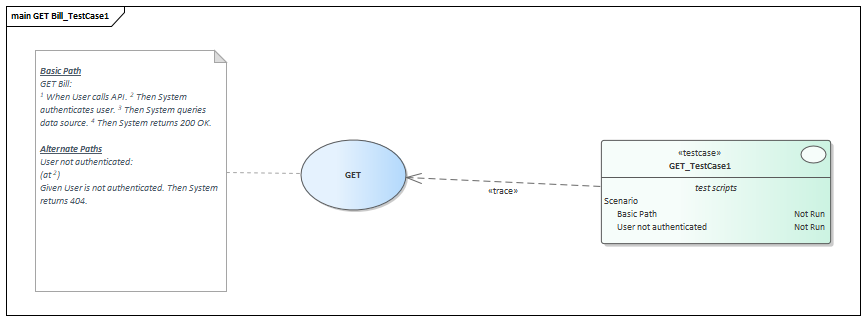 main GET Bill_TestCase1
Basic Path
GET Bill:
1 When User calls API. 2 Then System
authenticates user. 3 Then System queries
data source. 4 Then System returns 200 OK.
Alternate Paths
User not authenticated:
(at 2)
Given User is not authenticated. Then System
returns 404.
GET
«trace»
«testcase»
GET_TestCase1
test scripts
Scenario
Basic Path Not Run
User not authenticated Not Run